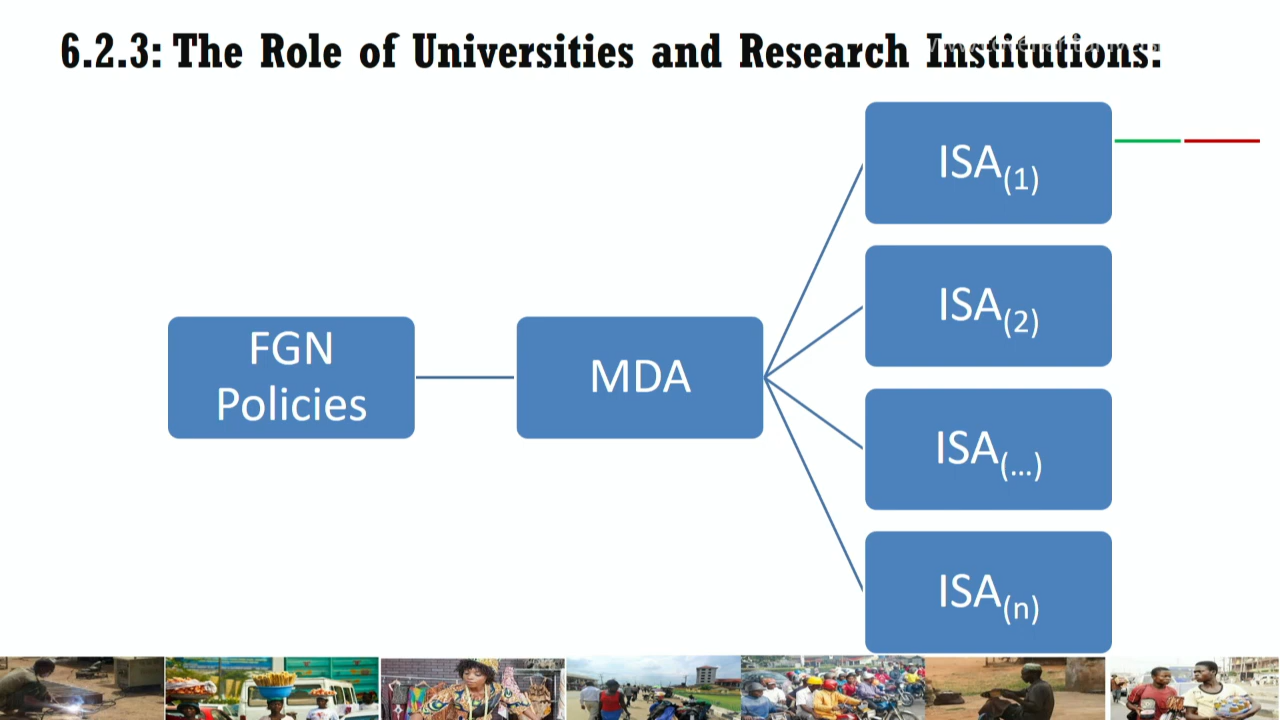 6.2.3: The Role of Universities and Research Institutions:
FGN
Policies
MDA
ISA(1)
ISA(2)
ISA(...)
ISA(n)